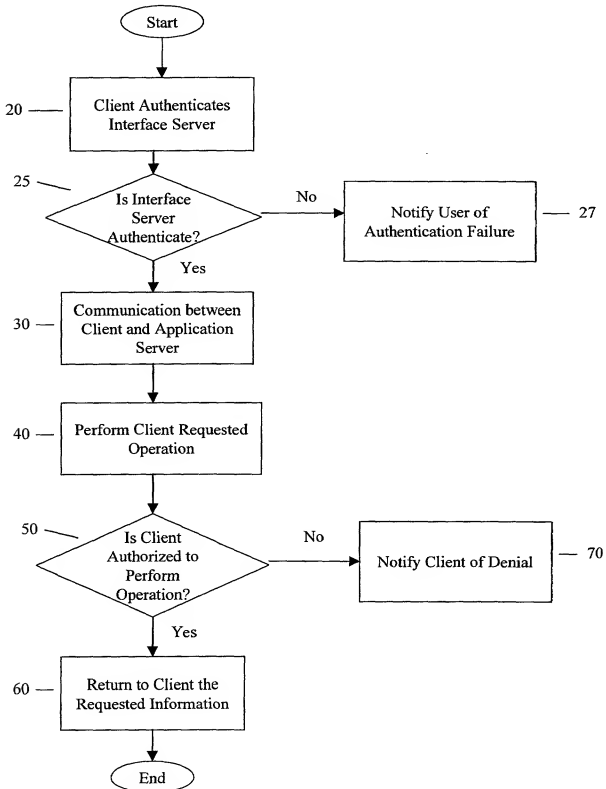 Start
20
Client Authenticates
Interface Server
25
Is Interface
Server
Authenticate?
No
Notify User of
Authentication Failure
27
Yes
30
Communication between
Client and Application
Server
40
Perform Client Requested
Operation
50
Is Client
Authorized to
Perform
Operation?
No
Notify Client of Denial
70
Yes
60
Return to Client the
Requested Information
End